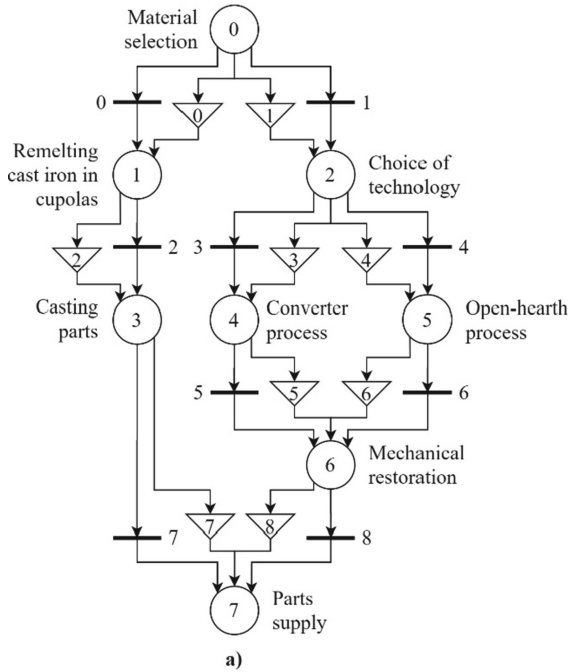 Material
selection
0
0
0
1
1
Remelting
cast iron in
cupolas
1
2
Choice of
technology
2
2
3
3
4
4
Casting
parts
3
4
Converter
process
5
Open-hearth
process
5
5
6
6
6
Mechanical
restoration
7
7
8
8
7
Parts
supply
a)